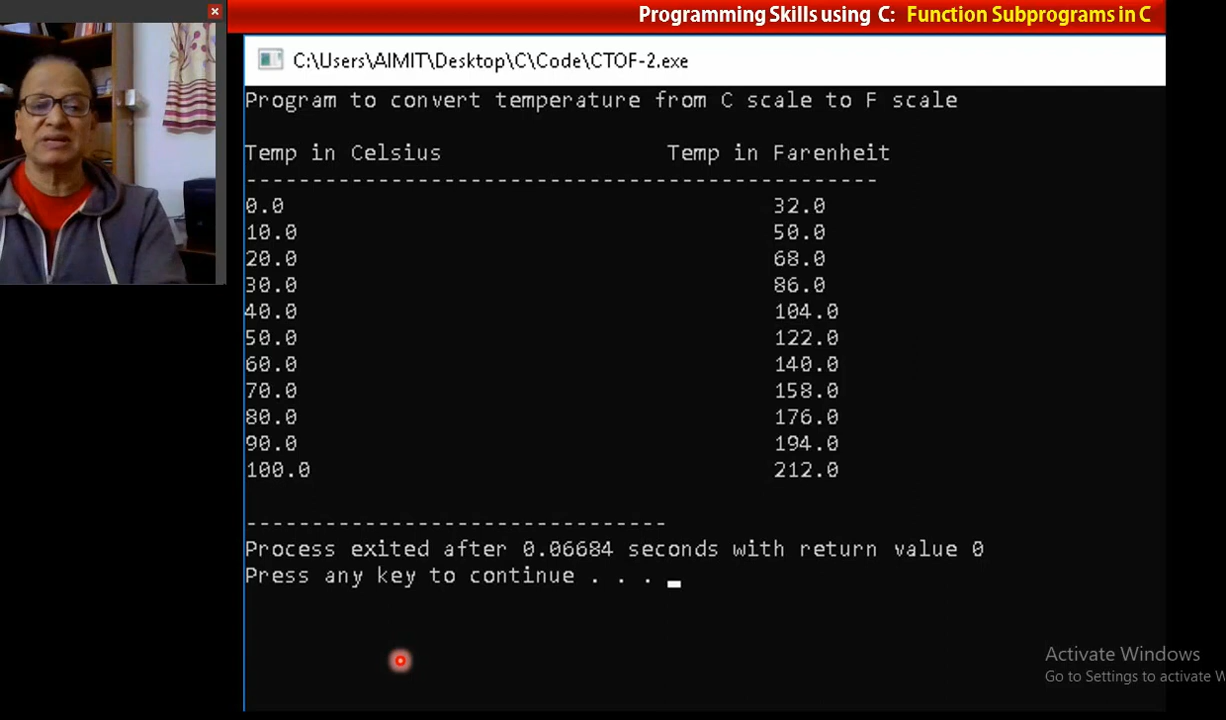 Programming Skills using C: Function Subprograms in C
C:\Users\AIMIT\Desktop\C\Code\CTOF-2.exe
Program to convert temperature from C scale to F scale
Temp in Celsius Temp in Farenheit
------------------------------------------------
0.0 32.0
10.0 50.0
20.0 68.0
30.0 86.0
40.0 104.0
50.0 122.0
60.0 140.0
70.0 158.0
80.0 176.0
90.0 194.0
100.0 212.0
--------------------------------
Process exited after 0.06684 seconds with return value 0
Press any key to continue . . .
Activate Windows
Go to Settings to activate W